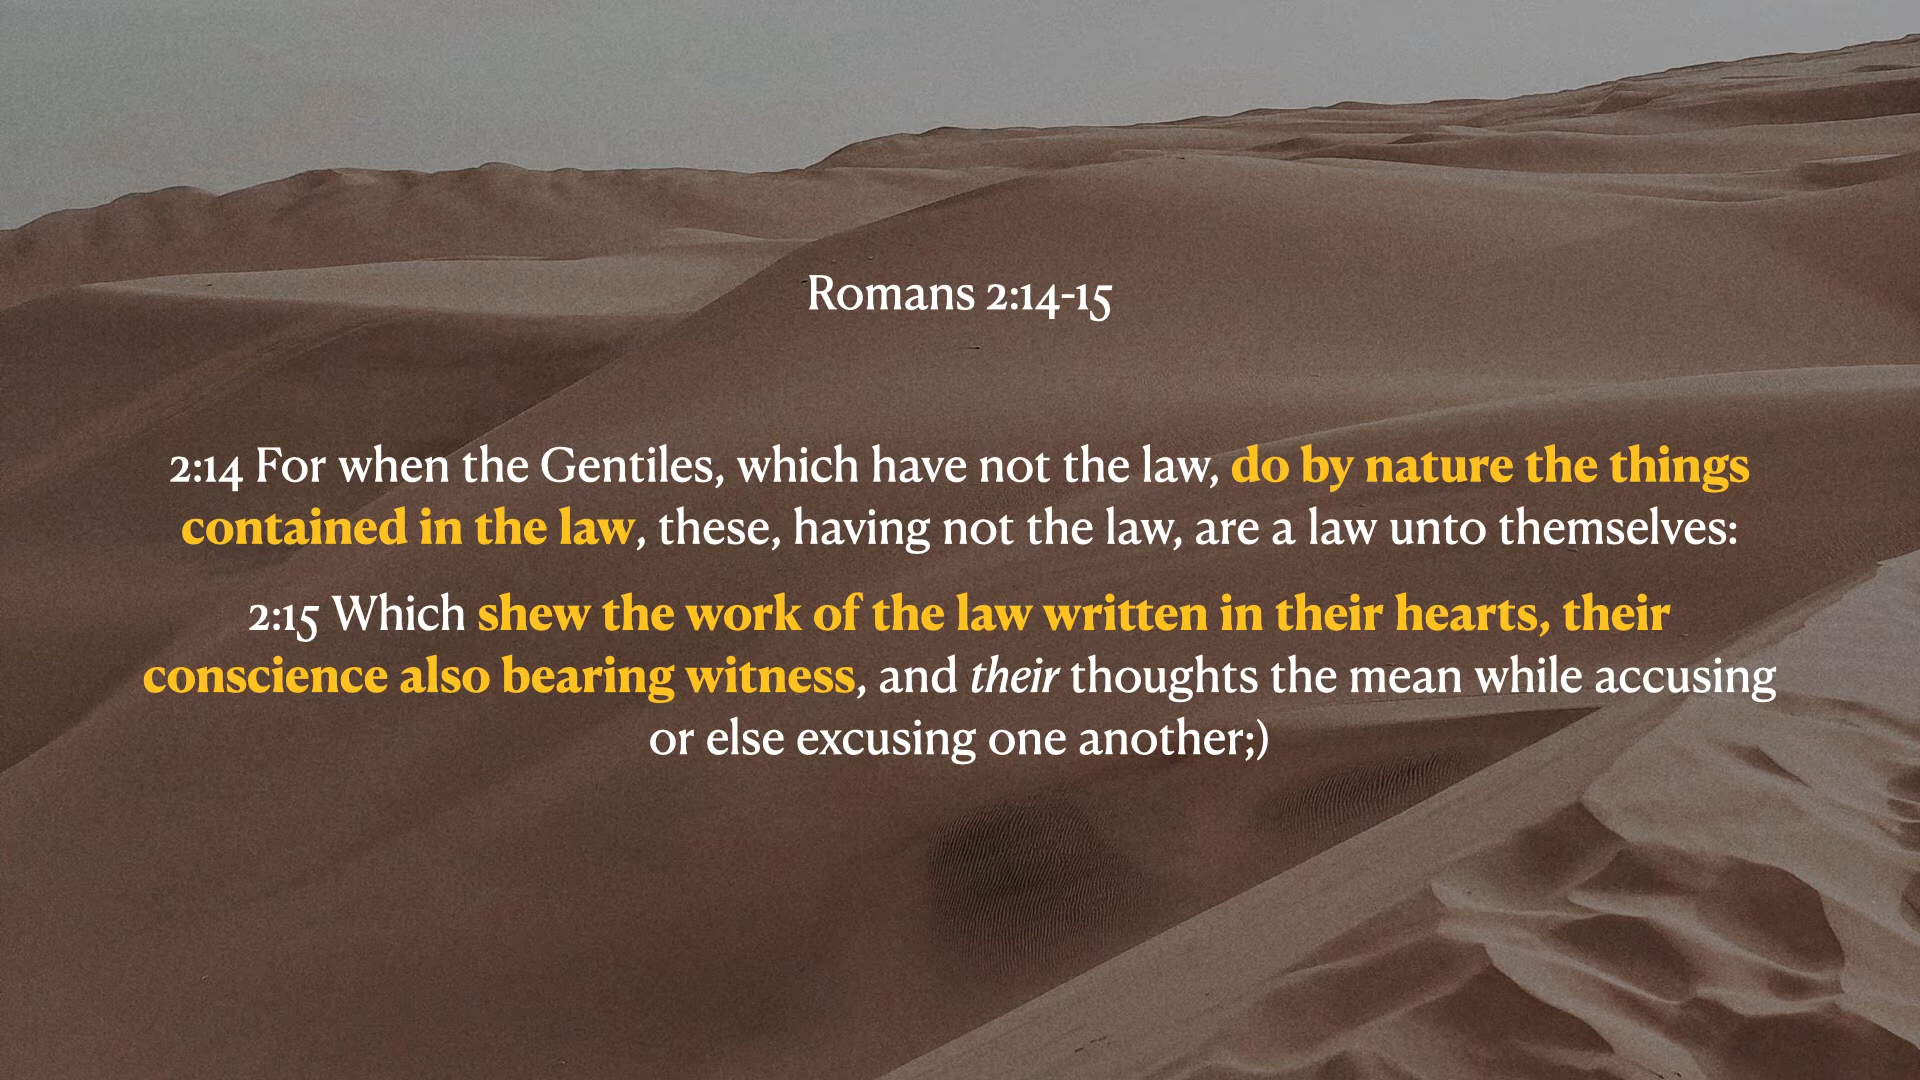 Romans 2:14-15
2:14 For when the Gentiles, which have not the law, do by nature the things
contained in the law, these, having not the law, are a law unto themselves:
2:15 Which shew the work of the law written in their hearts, their
conscience also bearing witness, and their thoughts the mean while accusing
or else excusing one another;)